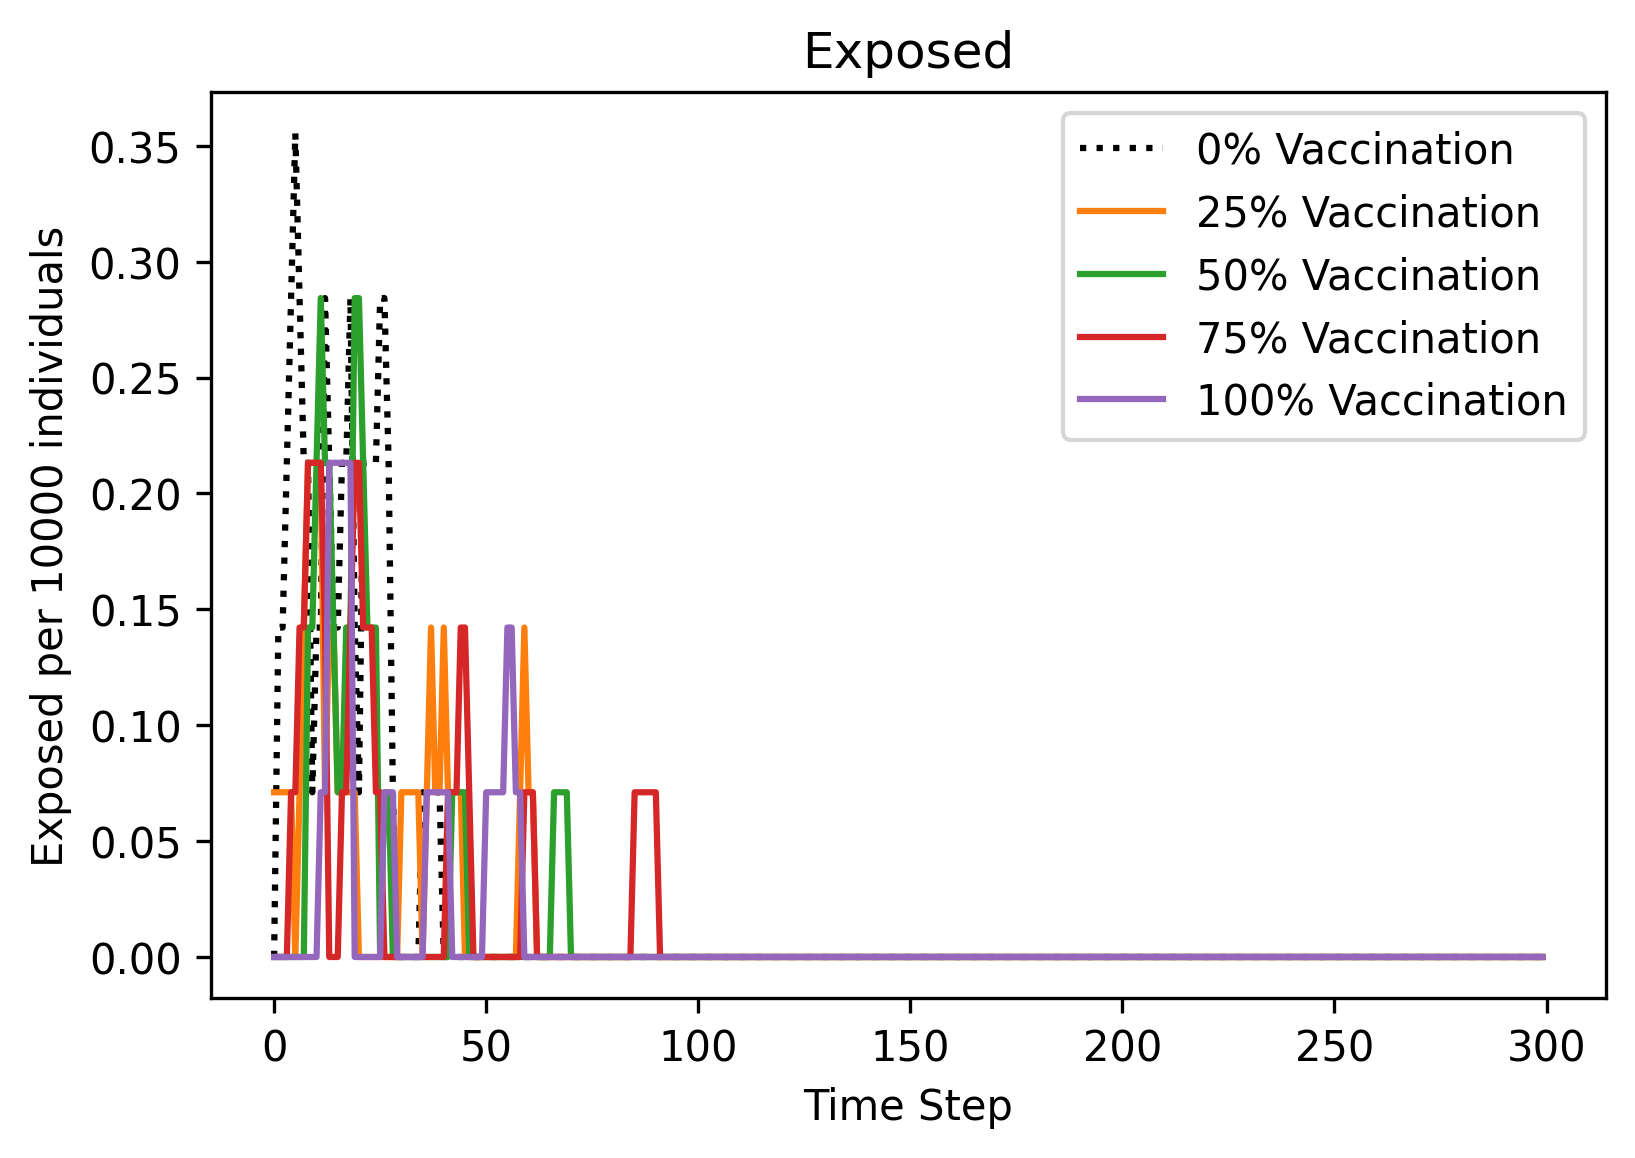 Exposed
0% Vaccination
25% Vaccination
50% Vaccination
75% Vaccination
100% Vaccination
Exposed per 10000 individuals
0.35
0.30
0.25
0.20
0.15
0.10
0.05
0.00
0 50 100 150 200 250 300
Time Step